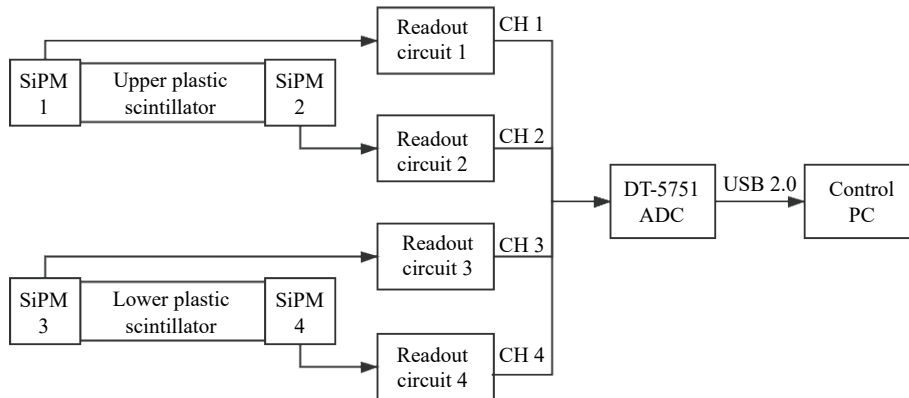 Readout
circuit 1
CH 1
SiPM
1
Upper plastic
scintillator
SiPM
2
Readout
circuit 2
CH 2
DT-5751
ADC
USB 2.0
Control
PC
Readout
circuit 3
CH 3
SiPM
3
Lower plastic
scintillator
SiPM
4
Readout
circuit 4
CH 4